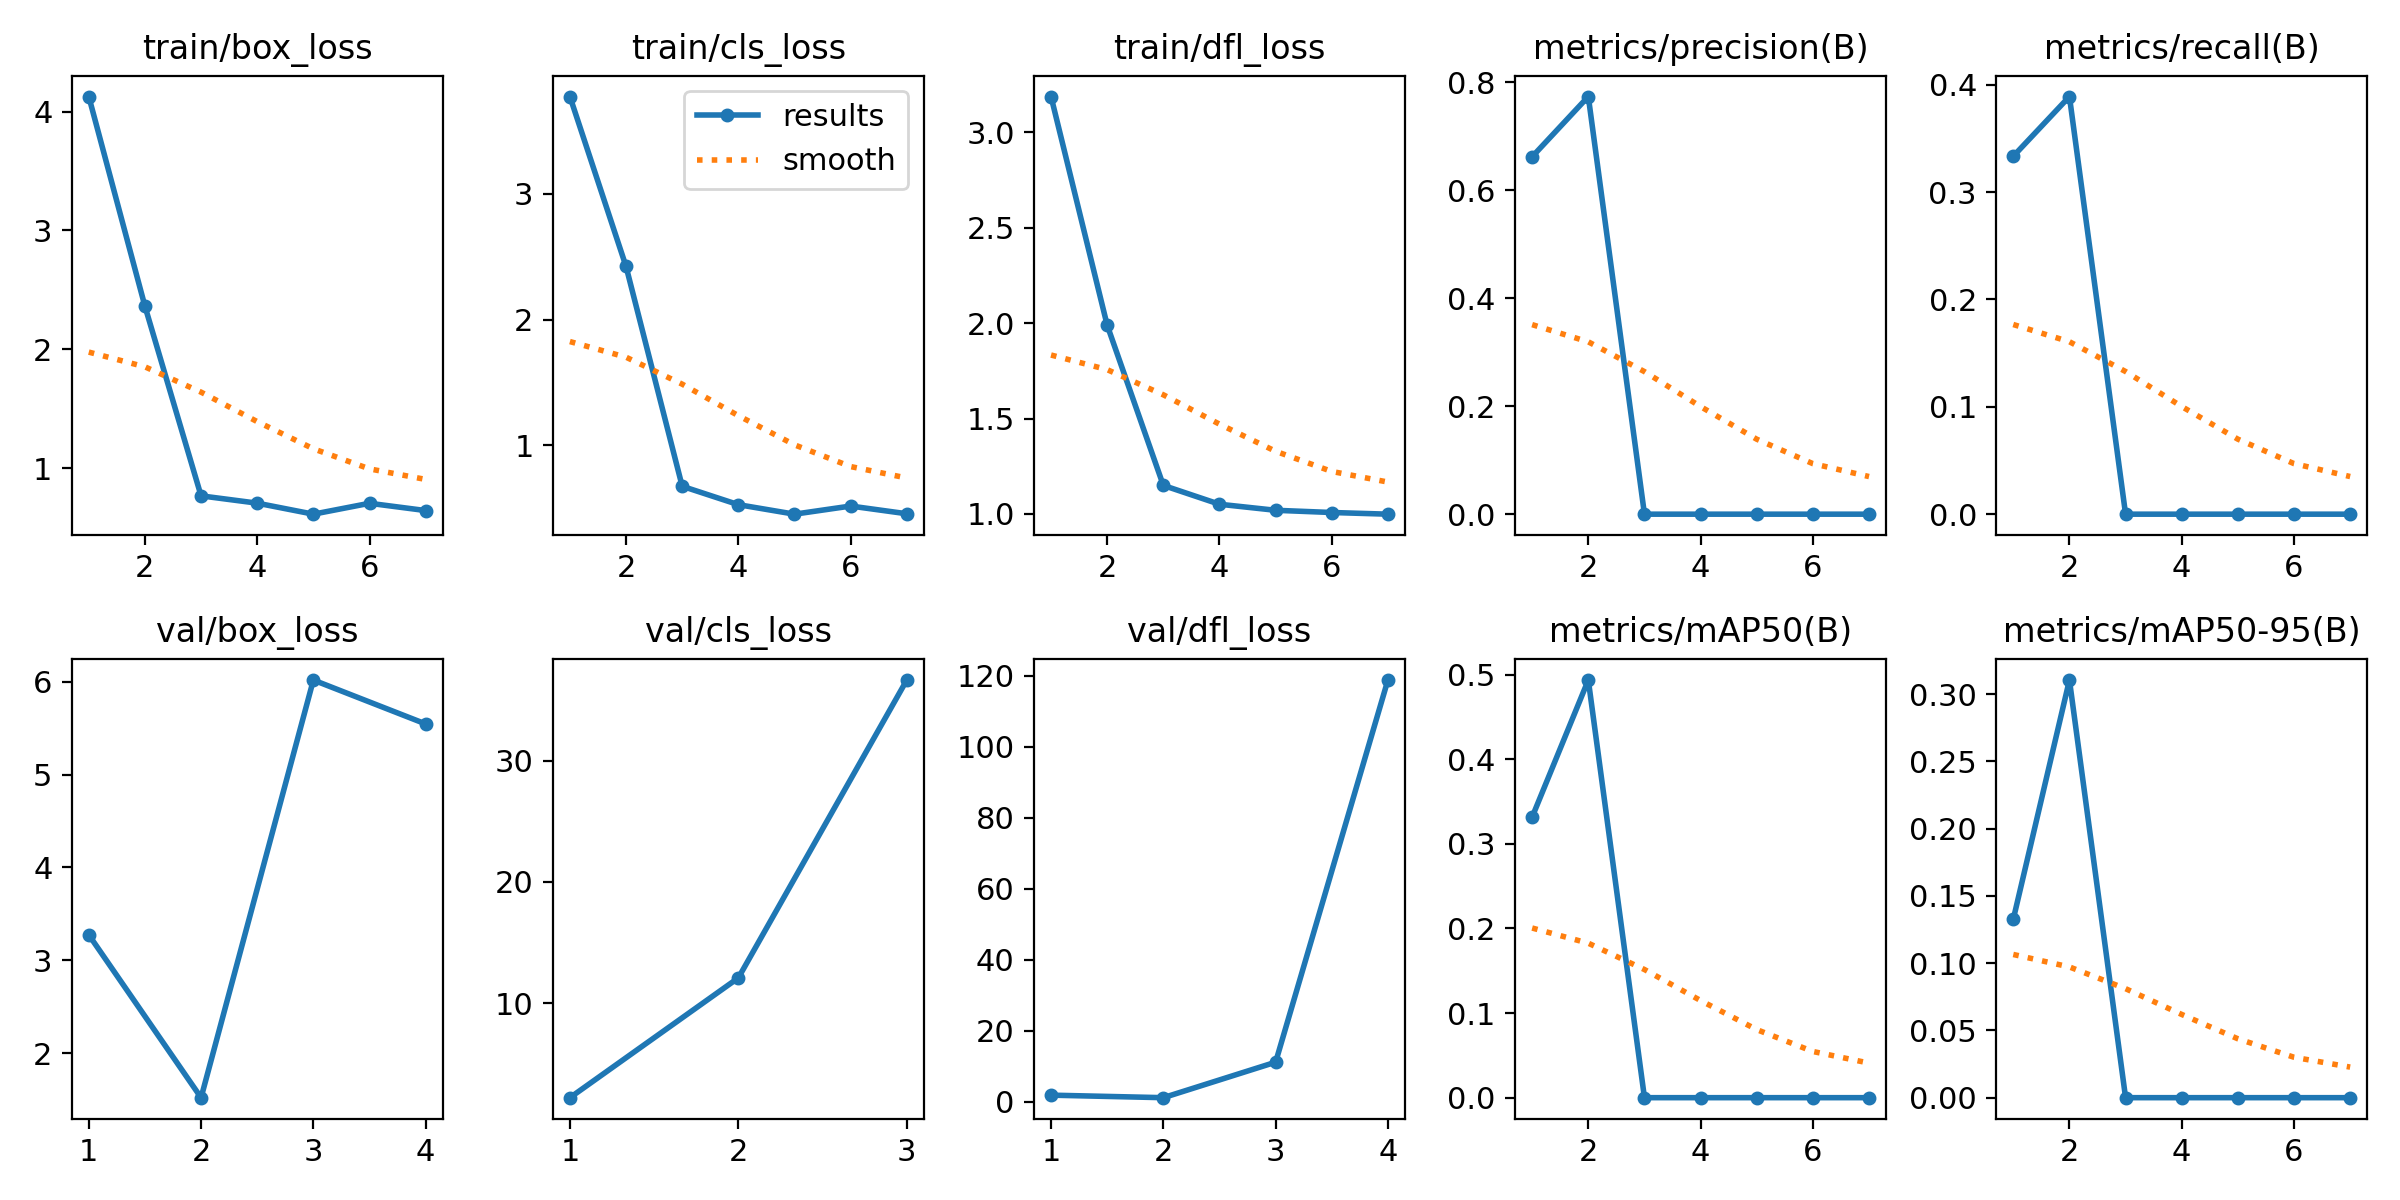 train/box_loss
4
3
2
1
2 4 6
train/cls_loss
results
smooth
3
2
1
2 4 6
train/dfl_loss
3.0
2.5
2.0
1.5
1.0
2 4 6
metrics/precision(B)
0.8
0.6
0.4
0.2
0.0
2 4 6
metrics/recall(B)
0.4
0.3
0.2
0.1
0.0
2 4 6
val/box_loss
6
5
4
3
2
1 2 3 4
val/cls_loss
30
20
10
1 2 3
val/dfl_loss
120
100
80
60
40
20
0
1 2 3 4
metrics/mAP50(B)
0.5
0.4
0.3
0.2
0.1
0.0
2 4 6
metrics/mAP50-95(B)
0.30
0.25
0.20
0.15
0.10
0.05
0.00
2 4 6